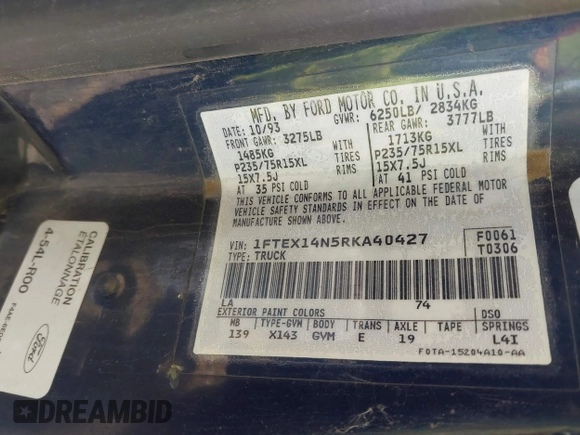 MFD. BY FORD MOTOR CO. IN U.S.A.
DATE: 10/93 GVWR: 6250LB/ 2834KG
FRONT GAWR: 3275LB REAR GAWR: 3777LB
1485KG 1713KG
P235/75R15XL TIRES P235/75R15XL TIRES
15X7.5J RIMS 15X7.5J RIMS
AT 35 PSI COLD AT 41 PSI COLD
THIS VEHICLE CONFORMS TO ALL APPLICABLE FEDERAL MOTOR
VEHICLE SAFETY STANDARDS IN EFFECT ON THE DATE OF
MANUFACTURE SHOWN ABOVE.
VIN: 1FTEX14N5RKA40427 F0061
TYPE: TRUCK T0306
LA 74
EXTERIOR PAINT COLORS DSO
WB TYPE-GVW BODY TRANS AXLE TAPE SPRINGS
139 X143 GVM E 19 L4I
F0TA-15204A10-AA
CALIBRATION
ETALONNAGE
4-54L-R00
Ford
DREAMBID